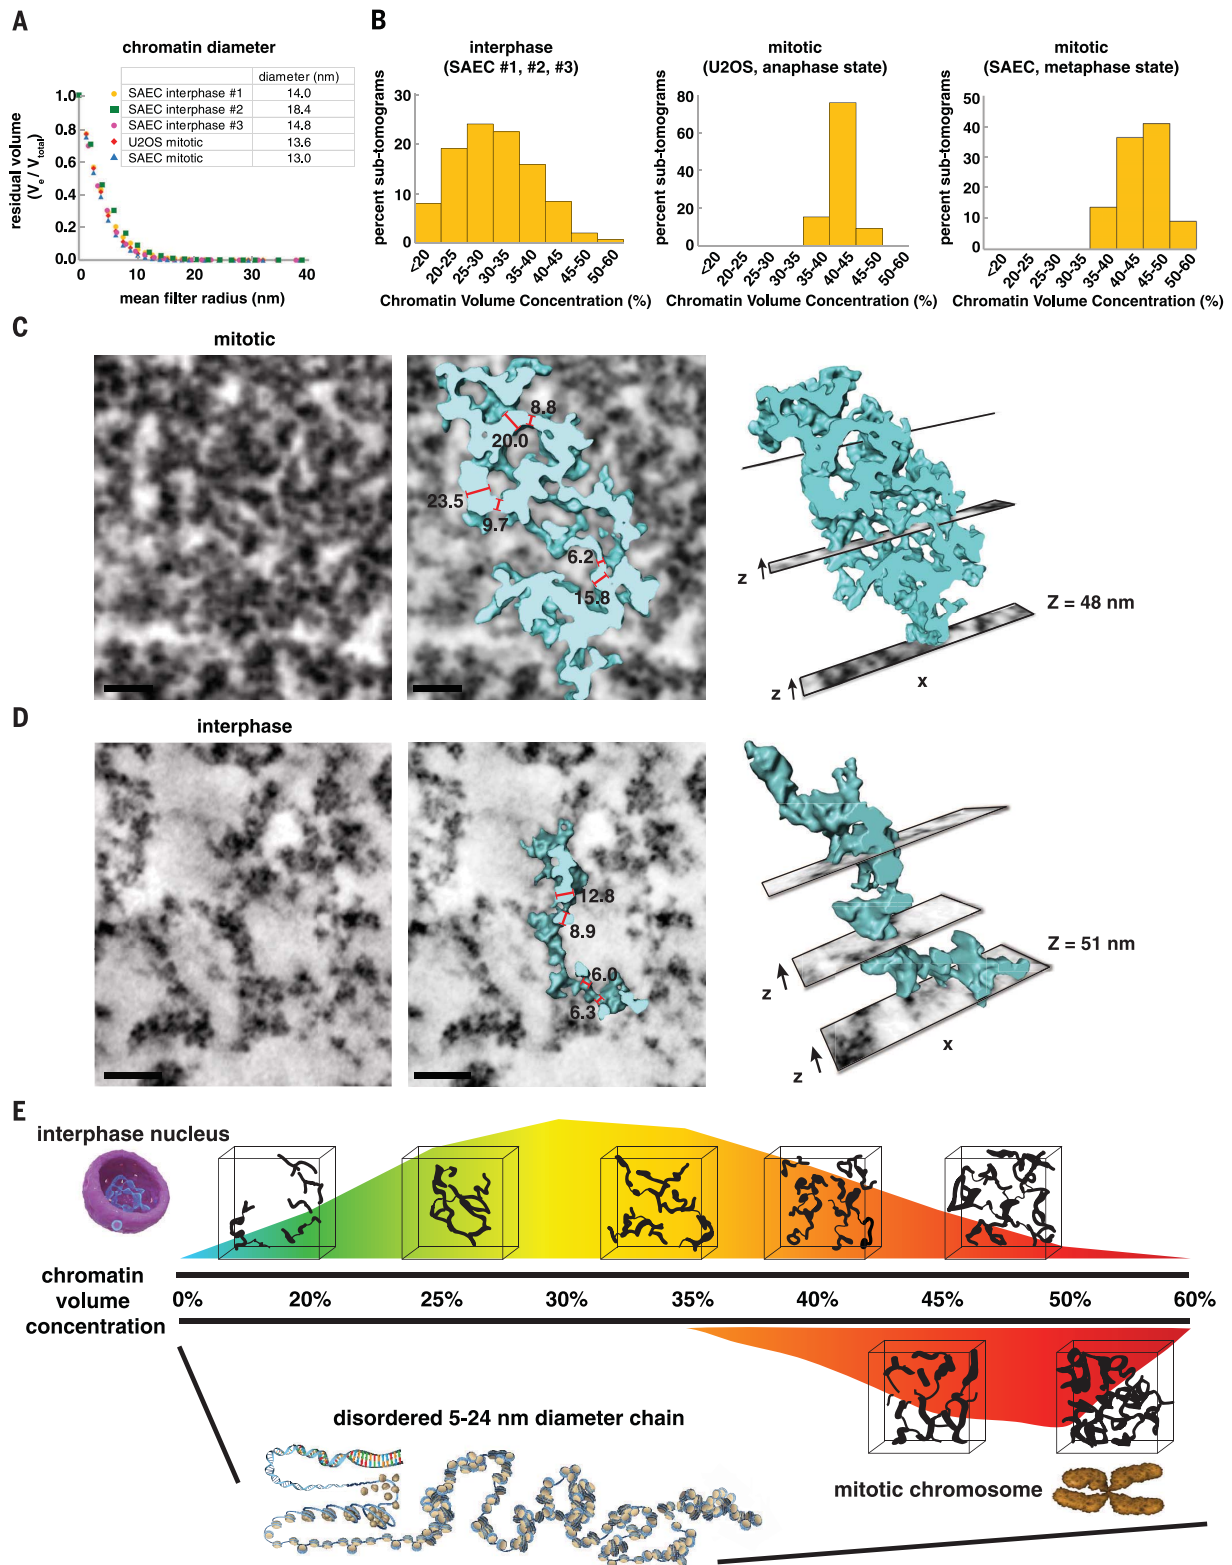 A
chromatin diameter
diameter (nm)
SAEC interphase #1 14.0
SAEC interphase #2 18.4
SAEC interphase #3 14.8
U2OS mitotic 13.6
SAEC mitotic 13.0
residual volume
(Ve / Vtotal)
1.0
0.8
0.6
0.4
0.2
0.0
0 10 20 30 40
mean filter radius (nm)
B
interphase
(SAEC #1, #2, #3)
percent sub-tomograms
30
20
10
0
<20 20-25 25-30 30-35 35-40 40-45 45-50 50-60
Chromatin Volume Concentration (%)
mitotic
(U2OS, anaphase state)
percent sub-tomograms
80
60
40
20
0
<20 20-25 25-30 30-35 35-40 40-45 45-50 50-60
Chromatin Volume Concentration (%)
mitotic
(SAEC, metaphase state)
percent sub-tomograms
50
40
30
20
10
0
<20 20-25 25-30 30-35 35-40 40-45 45-50 50-60
Chromatin Volume Concentration (%)
C
mitotic
8.8
20.0
23.5
9.7
6.2
15.8
z
Z = 48 nm
z
x
D
interphase
12.8
8.9
6.0
6.3
z
Z = 51 nm
z
x
E
interphase nucleus
chromatin
volume
concentration
0% 20% 25% 30% 35% 40% 45% 50% 60%
disordered 5-24 nm diameter chain
mitotic chromosome